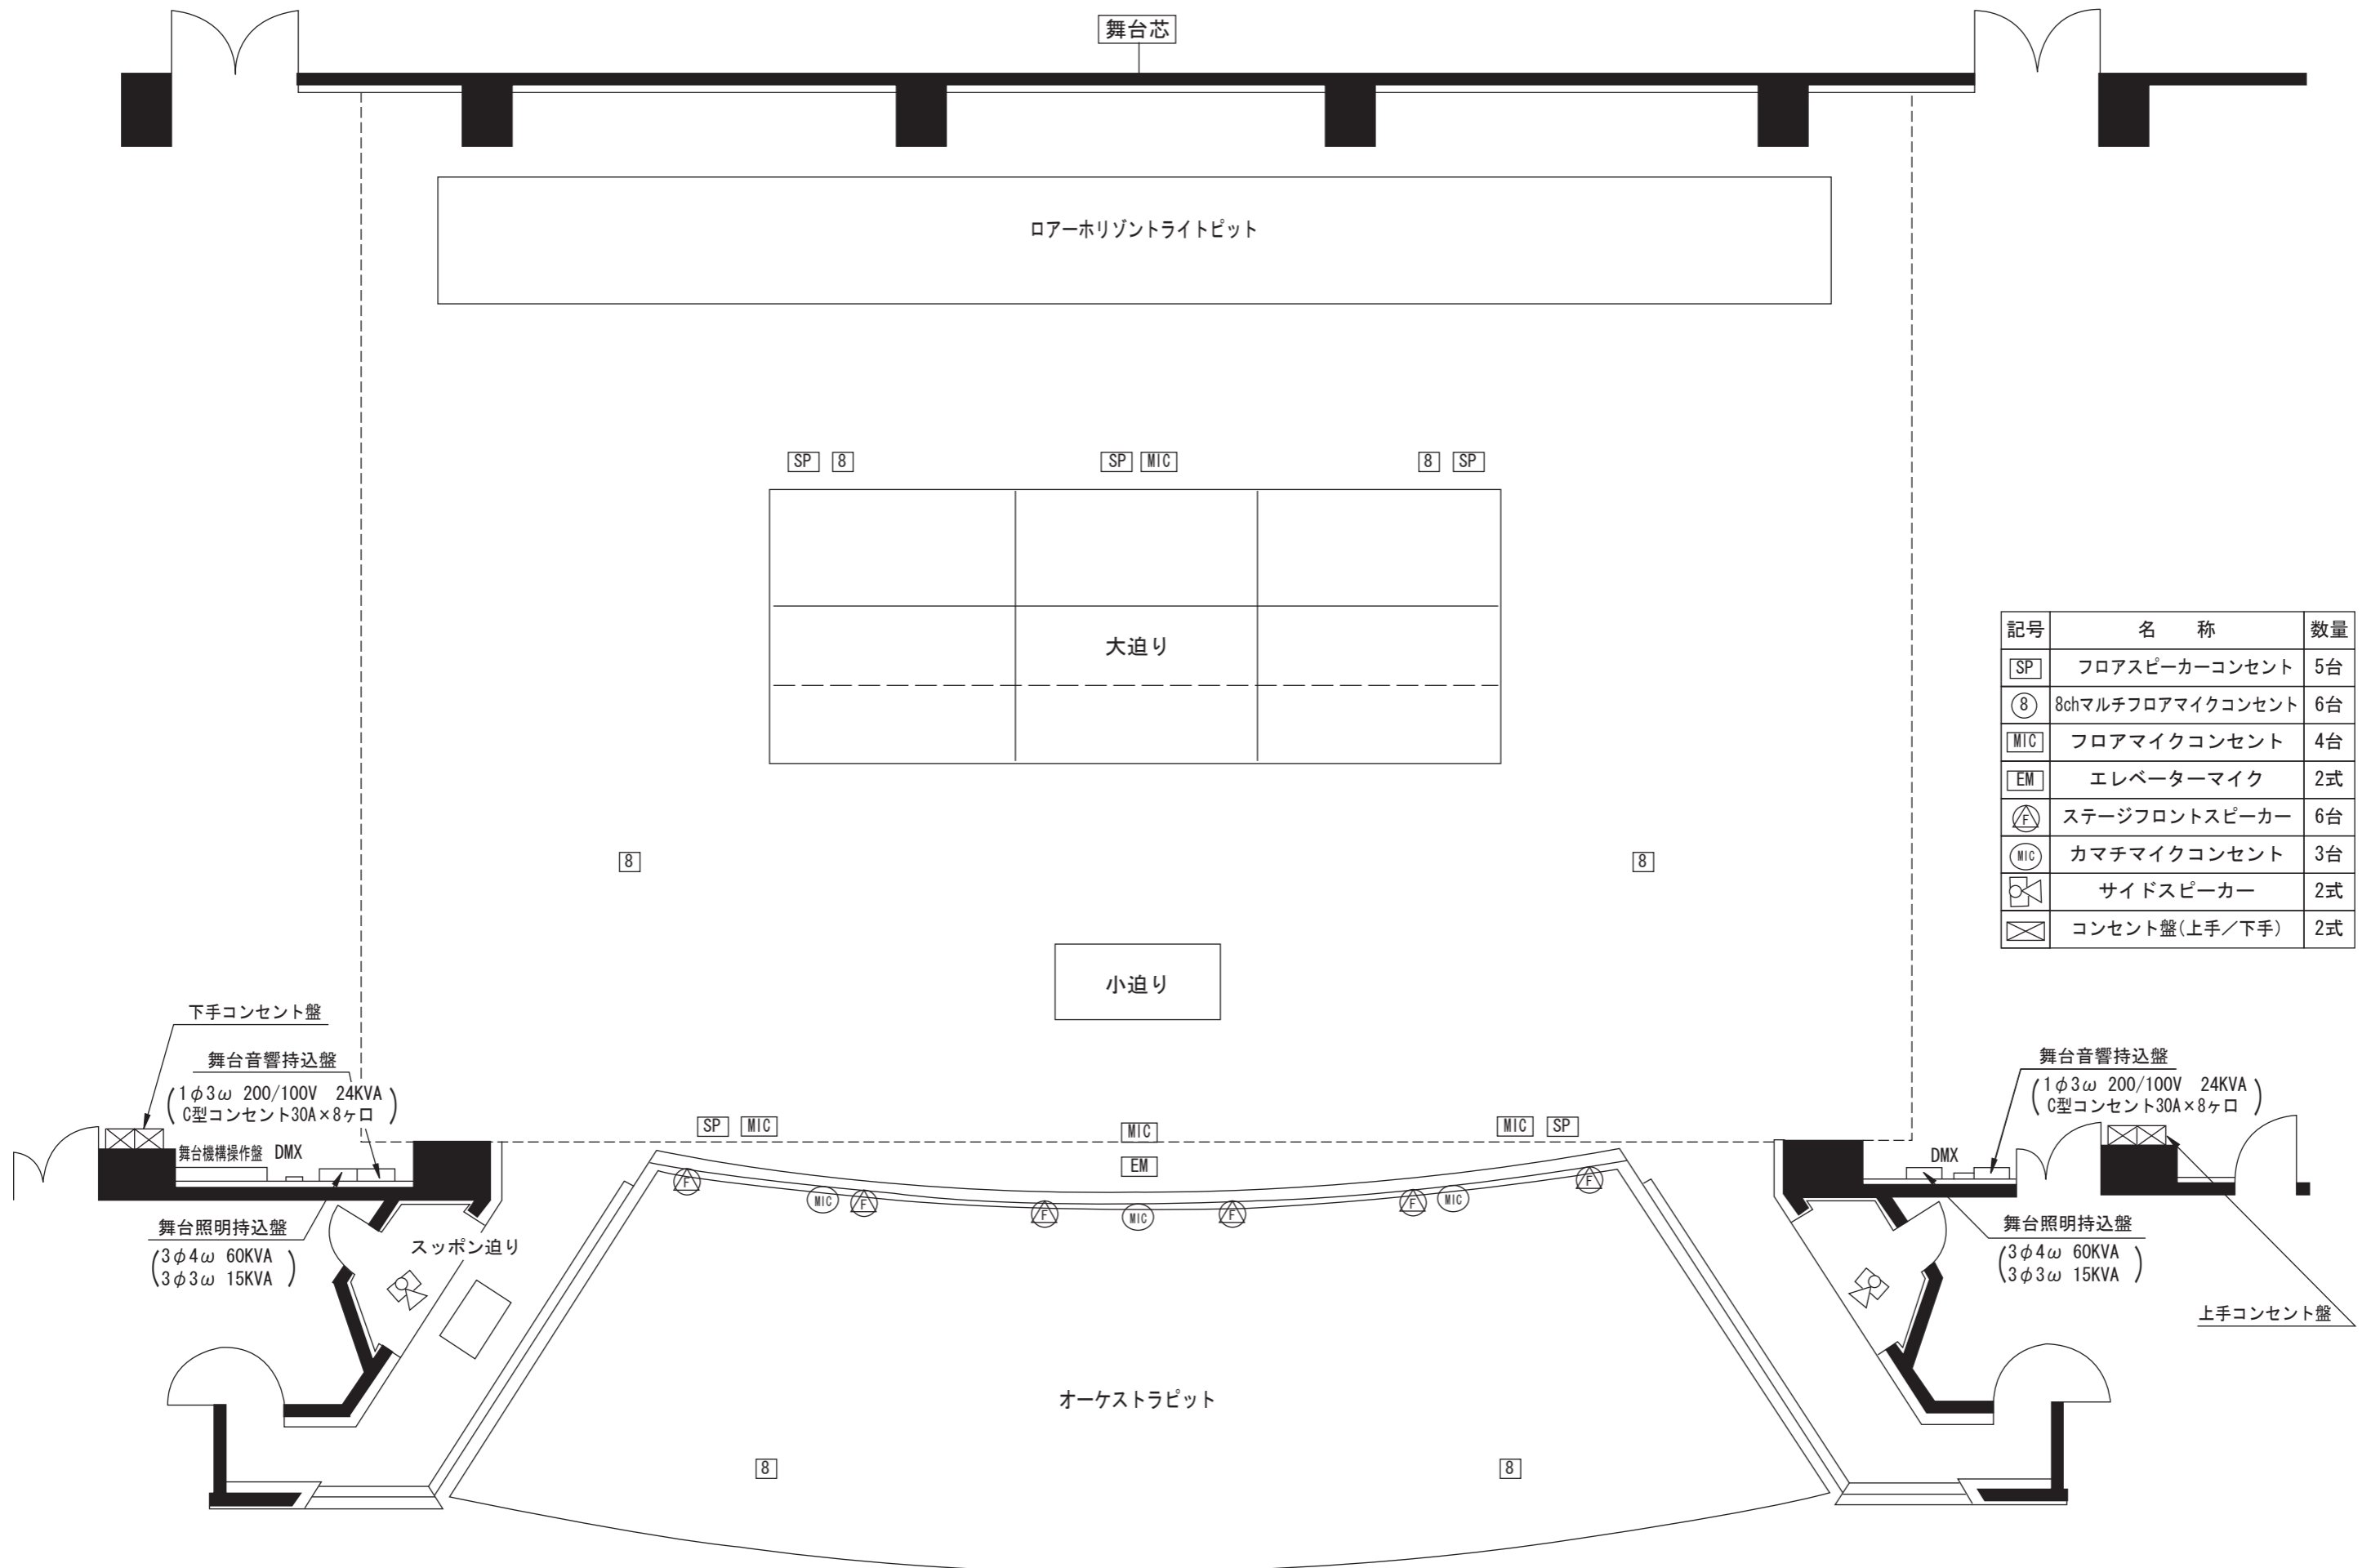 舞台芯
ロアーホリゾントライトピット
SP 8 SP MIC 8 SP
大迫り
記号 名 称 数量
SP フロアスピーカーコンセント 5台
8 8chマルチフロアマイクコンセント 6台
MIC フロアマイクコンセント 4台
EM エレベーターマイク 2式
F ステージフロントスピーカー 6台
MIC カマチマイクコンセント 3台
サイドスピーカー 2式
コンセント盤(上手／下手) 2式
8 8
小迫り
下手コンセント盤
舞台音響持込盤
(1φ3ω 200/100V 24KVA
C型コンセント30A×8ヶ口)
舞台機構操作盤 DMX
舞台照明持込盤
(3φ4ω 60KVA
3φ3ω 15KVA)
スッポン迫り
SP MIC MIC MIC SP
EM
F MIC F F MIC F F MIC F
舞台音響持込盤
(1φ3ω 200/100V 24KVA
C型コンセント30A×8ヶ口)
DMX
舞台照明持込盤
(3φ4ω 60KVA
3φ3ω 15KVA)
上手コンセント盤
オーケストラピット
8 8